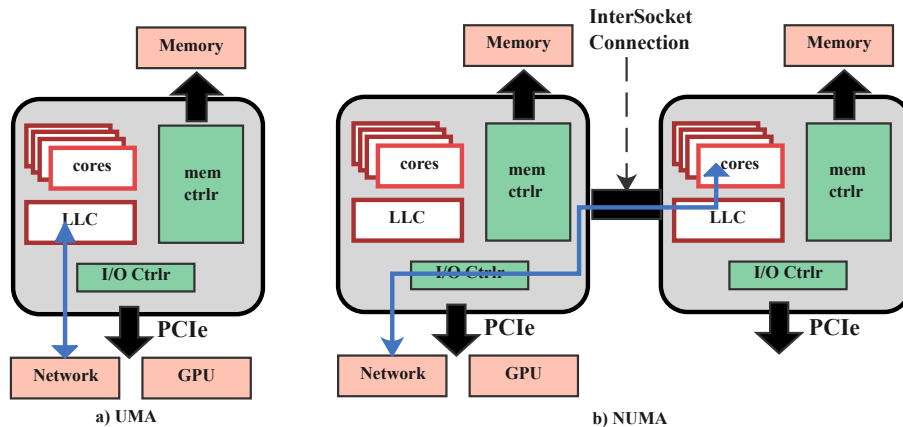 Memory
cores
LLC
mem
ctrlr
I/O Ctrlr
PCIe
Network
GPU
a) UMA
InterSocket
Connection
Memory
cores
LLC
mem
ctrlr
I/O Ctrlr
PCIe
Network
GPU
Memory
cores
LLC
mem
ctrlr
I/O Ctrlr
PCIe
b) NUMA